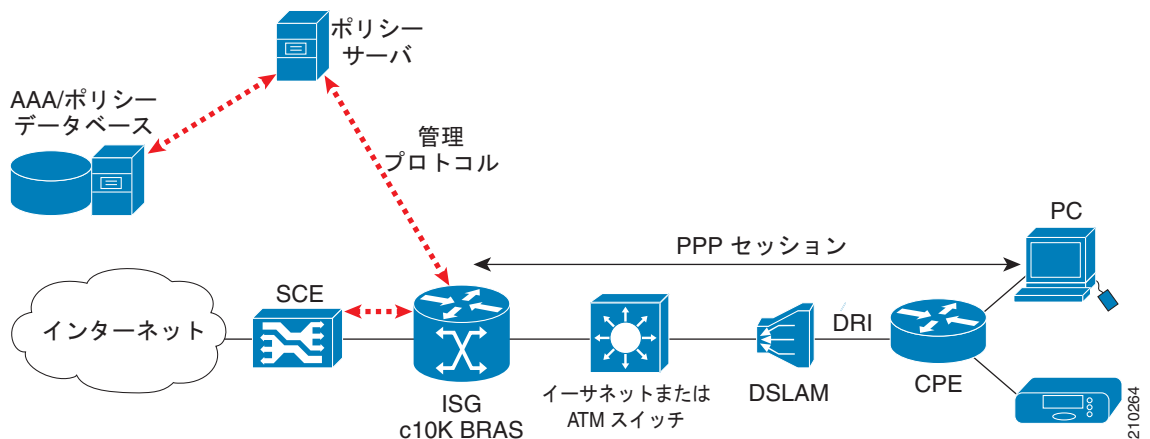 ポリシー
サーバ
AAA/ポリシー
データベース
管理
プロトコル
PC
PPP セッション
SCE
インターネット
DRI
ISG
c10K BRAS
イーサネットまたは
ATM スイッチ
DSLAM
CPE
210264